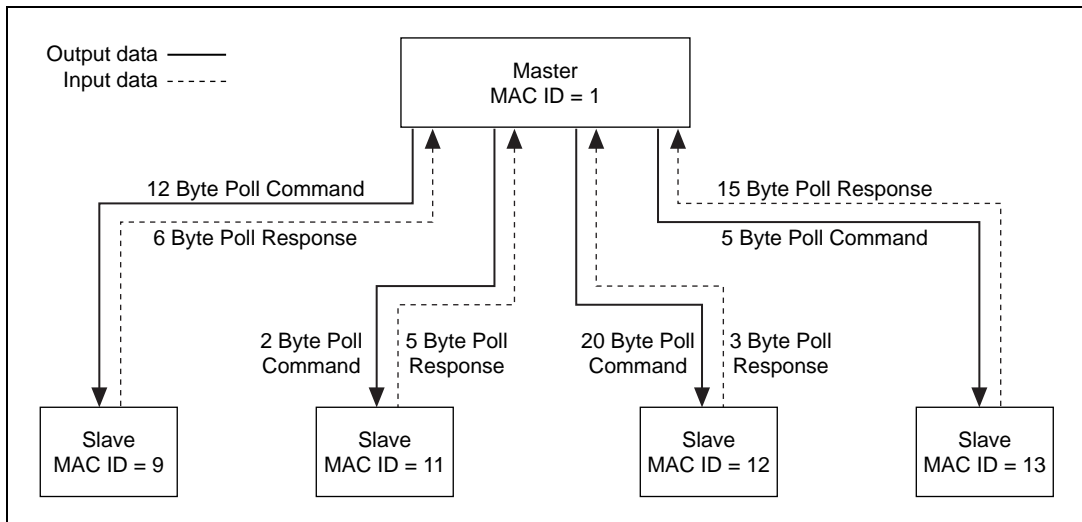 Output data
Input data
Master
MAC ID = 1
12 Byte Poll Command
15 Byte Poll Response
6 Byte Poll Response
5 Byte Poll Command
2 Byte Poll
Command
5 Byte Poll
Response
20 Byte Poll
Command
3 Byte Poll
Response
Slave
MAC ID = 9
Slave
MAC ID = 11
Slave
MAC ID = 12
Slave
MAC ID = 13